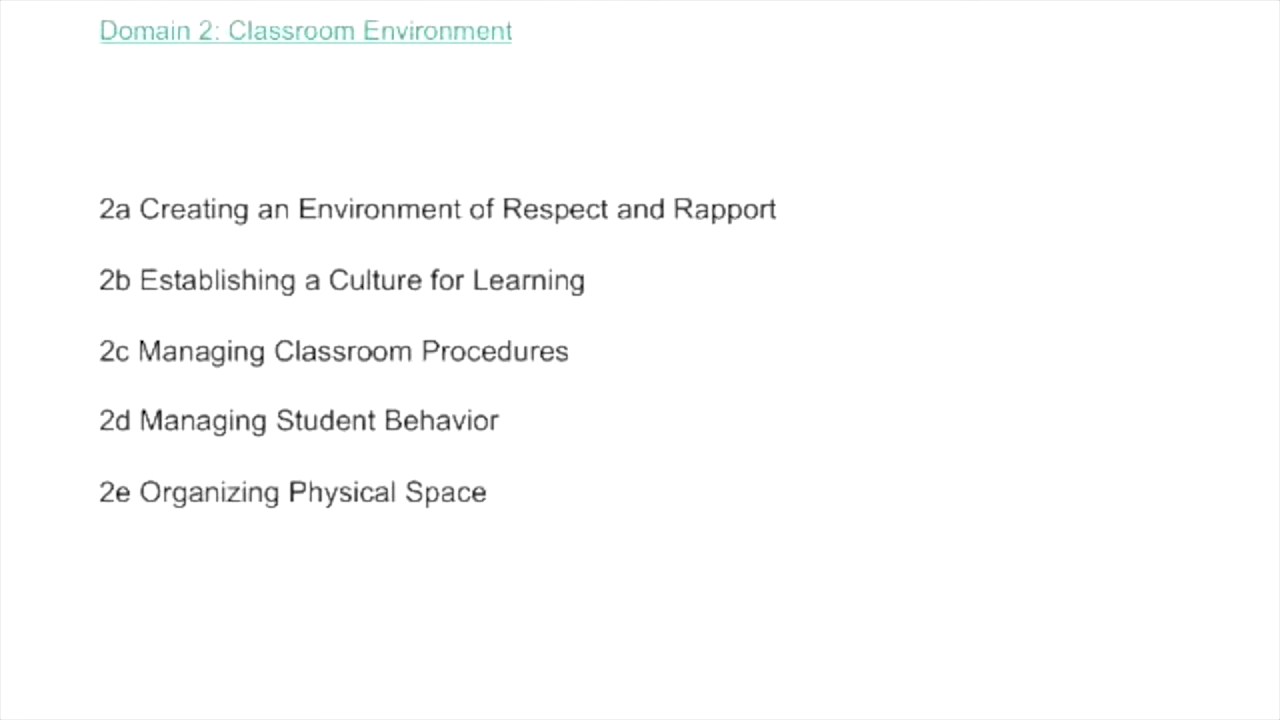 Domain 2: Classroom Environment
2a Creating an Environment of Respect and Rapport
2b Establishing a Culture for Learning
2c Managing Classroom Procedures
2d Managing Student Behavior
2e Organizing Physical Space